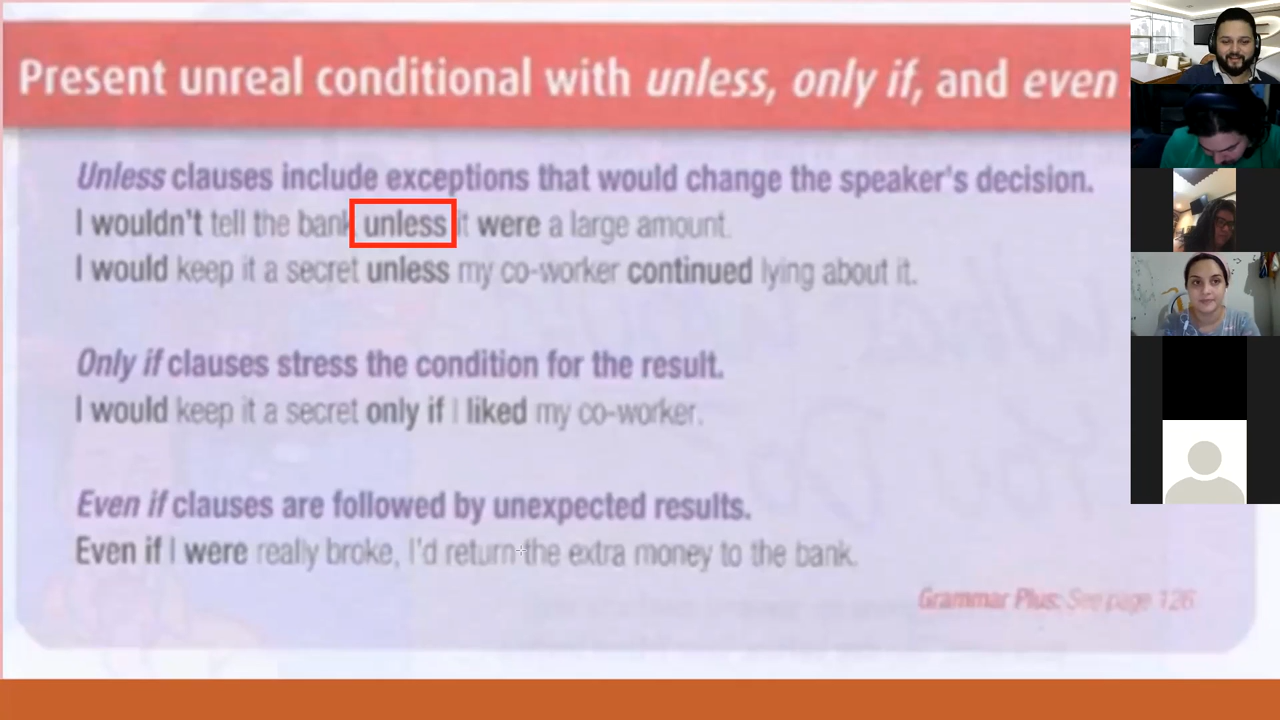 Present unreal conditional with unless, only if, and even
Unless clauses include exceptions that would change the speaker's decision.
I wouldn't tell the bank unless it were a large amount.
I would keep it a secret unless my co-worker continued lying about it.
Only if clauses stress the condition for the result.
I would keep it a secret only if I liked my co-worker.
Even if clauses are followed by unexpected results.
Even if I were really broke, I'd return the extra money to the bank.
Grammar Plus: See page 126